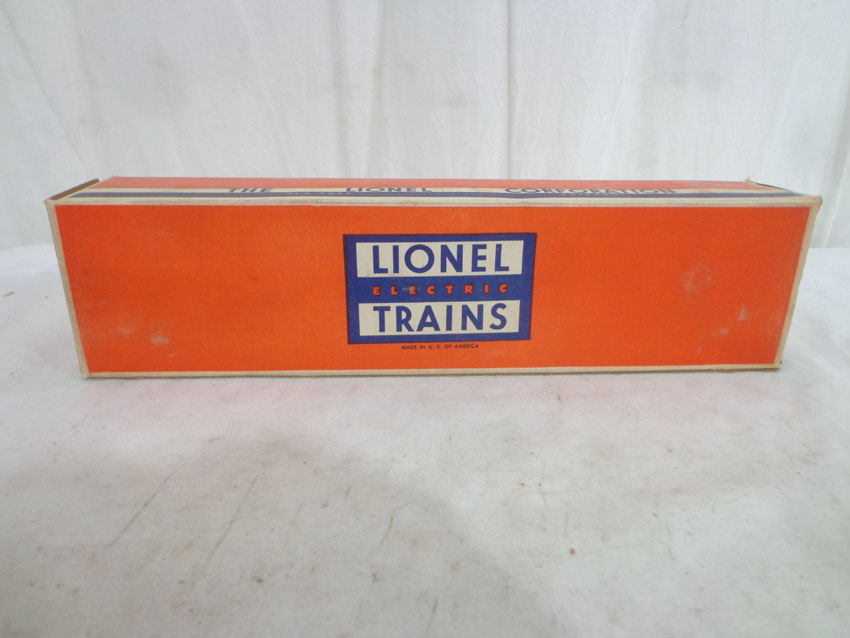 THE LIONEL CORPORATION
LIONEL
ELECTRIC
TRAINS
MADE IN U. S. OF AMERICA